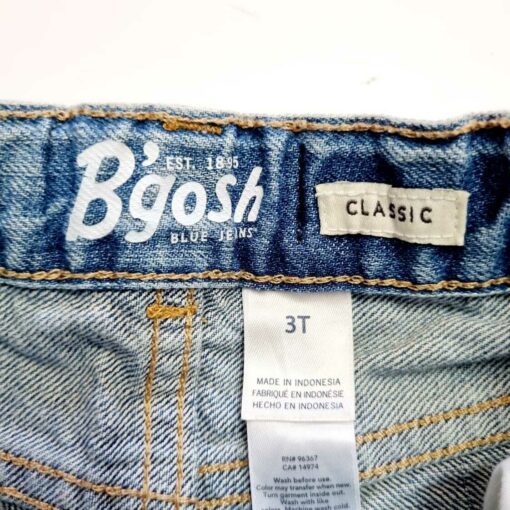 EST. 1895
B'gosh
BLUE JEINS
CLASSIC
3T
MADE IN INDONESIA
FABRIQUÉ EN INDONÉSIE
HECHO EN INDONESIA
RN# 96367
CA# 14974
Wash before use.
Color may transfer when new.
Turn garment inside out.
Wash with like